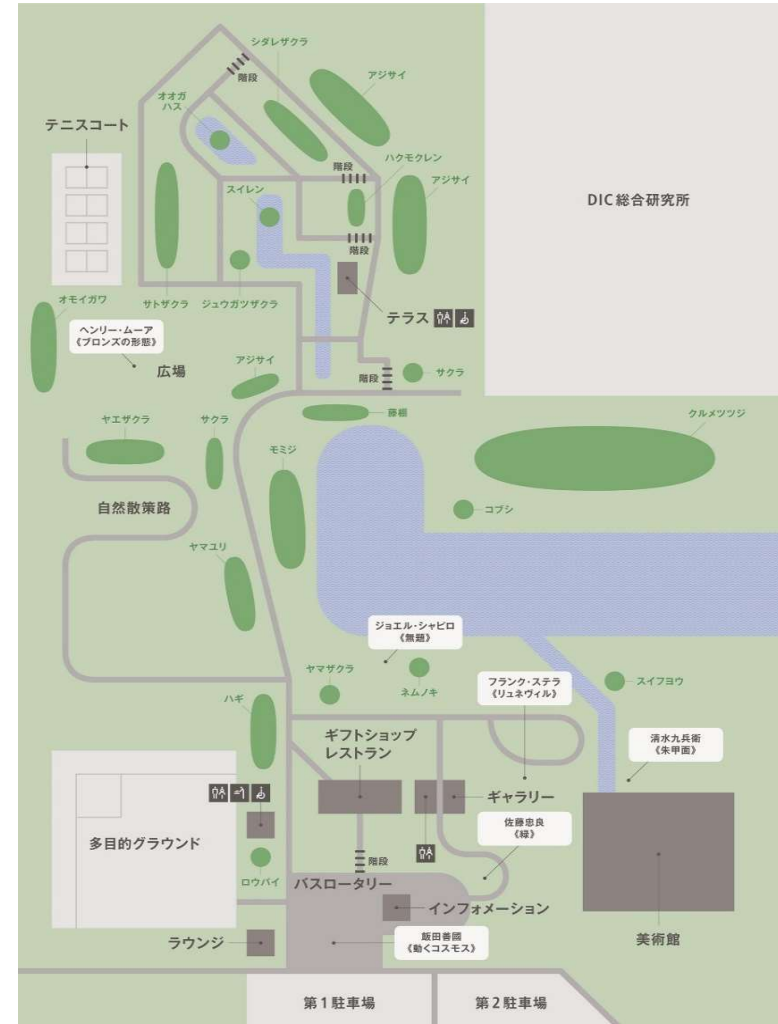 シダレザクラ
アジサイ
階段
オオガ
ハス
テニスコート
ハクモクレン
階段
アジサイ
スイレン
DIC総合研究所
階段
オモイガワ
サトザクラ
ジュウガツザクラ
テラス
ヘンリー・ムーア
《ブロンズの形態》
広場
アジサイ
階段
サクラ
藤棚
クルメツツジ
ヤエザクラ
サクラ
モミジ
自然散策路
コブシ
ヤマユリ
ジョエル・シャピロ
《無題》
ヤマザクラ
ネムノキ
フランク・ステラ
《リュネヴィル》
スイフヨウ
ハギ
ギフトショップ
レストラン
清水九兵衛
《朱甲面》
ギャラリー
多目的グラウンド
佐藤忠良
《緑》
階段
ロウバイ
バスロータリー
インフォメーション
ラウンジ
飯田善國
《動くコスモス》
美術館
第1駐車場
第2駐車場